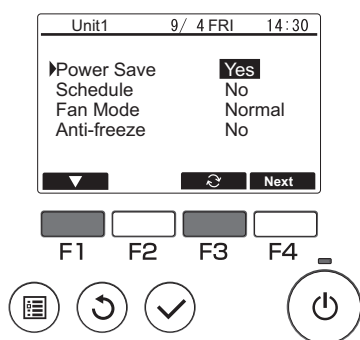 Unit1 9/ 4 FRI 14:30
Power Save Yes
Schedule No
Fan Mode Normal
Anti-freeze No
Next
F1 F2 F3 F4